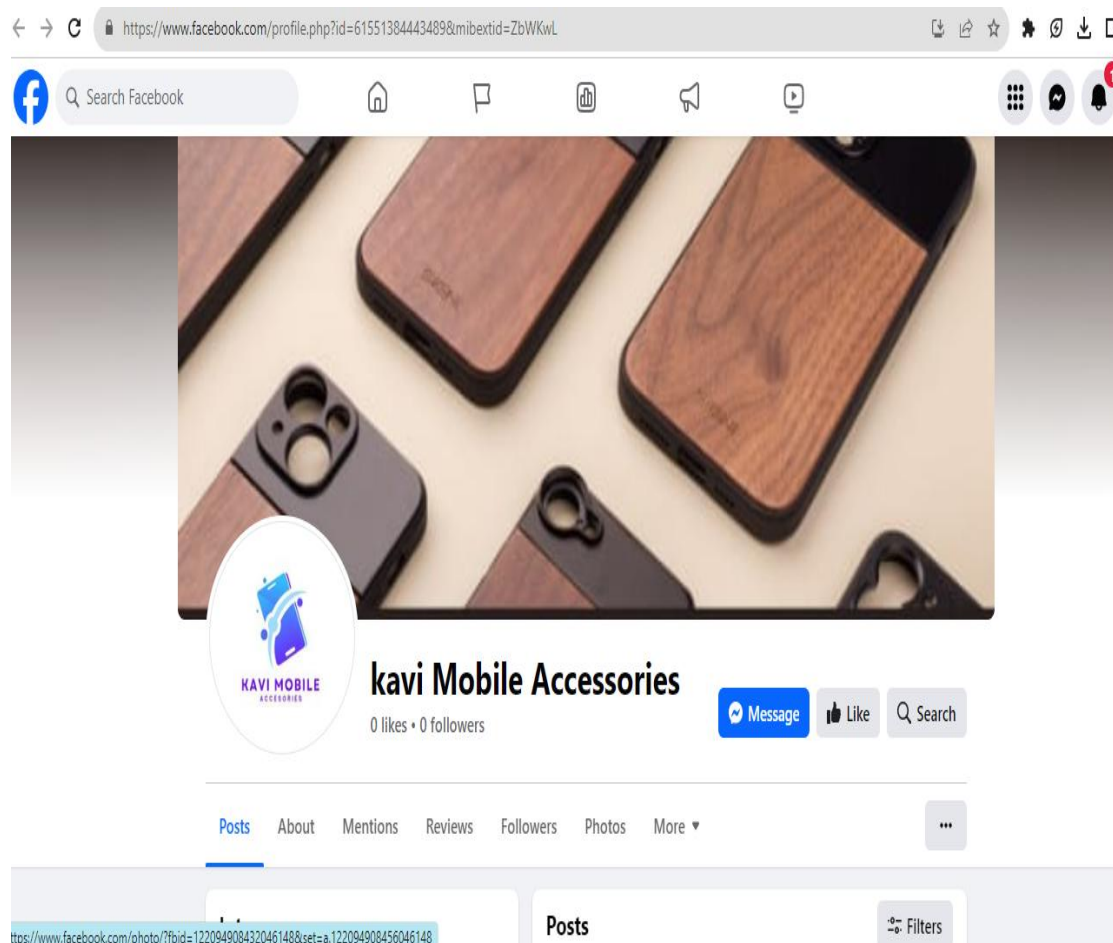 https://www.facebook.com/profile.php?id=61551384443489&mibextid=ZbWKwL
Search Facebook
KAVI MOBILE
ACCESORIES
kavi Mobile Accessories
0 likes • 0 followers
Message
Like
Search
Posts
About
Mentions
Reviews
Followers
Photos
More
Posts
Filters
ttps://www.facebook.com/photo/?fbid=122094908432046148&set=a.122094908456046148